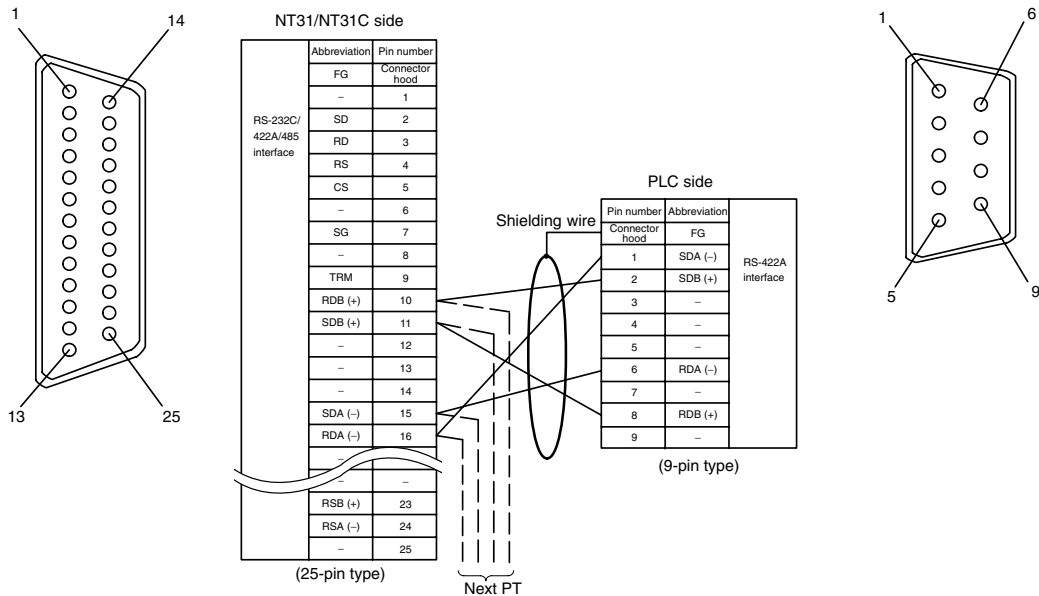 1
14
13
25
NT31/NT31C side
Abbreviation Pin number
RS-232C/
422A/485
interface
FG Connector
hood
– 1
SD 2
RD 3
RS 4
CS 5
– 6
SG 7
– 8
TRM 9
RDB (+) 10
SDB (+) 11
– 12
– 13
– 14
SDA (–) 15
RDA (–) 16
–
– –
RSB (+) 23
RSA (–) 24
– 25
(25-pin type)
Next PT
Shielding wire
PLC side
Pin number Abbreviation
Connector
hood FG
1 SDA (–)
2 SDB (+)
3 –
4 –
5 –
6 RDA (–)
7 –
8 RDB (+)
9 –
RS-422A
interface
(9-pin type)
1
6
5
9